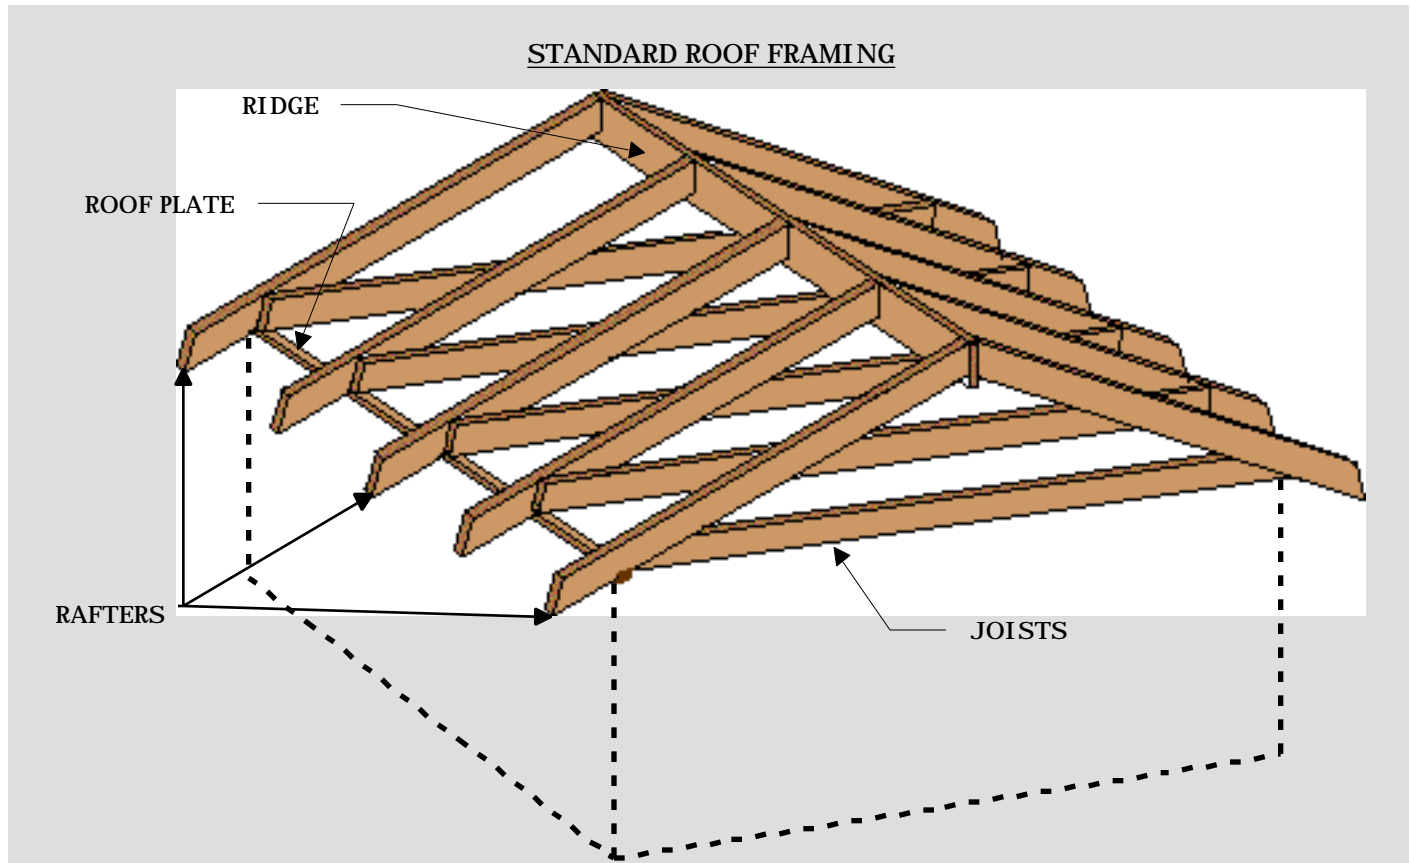 STANDARD ROOF FRAMING
RIDGE
ROOF PLATE
RAFTERS
JOISTS